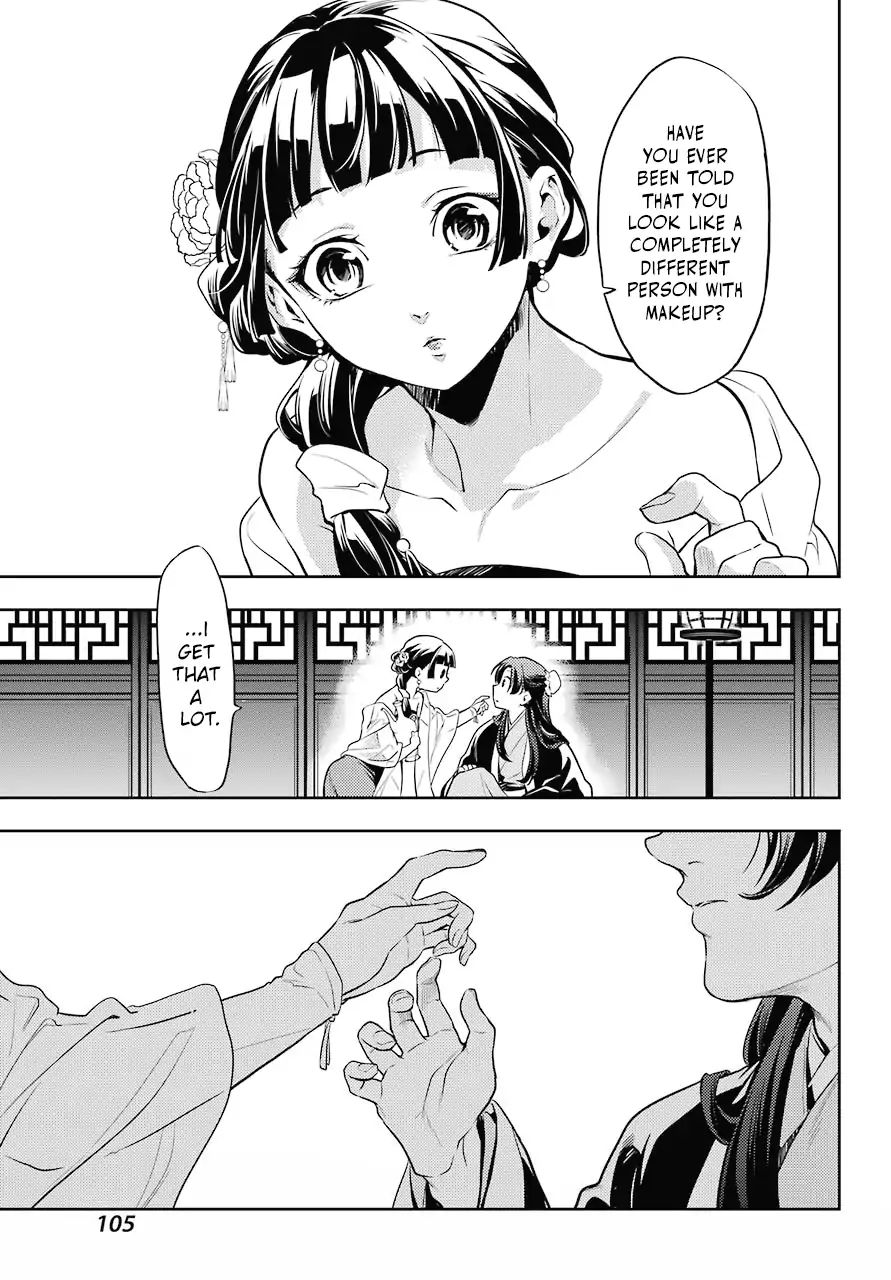 HAVE
YOU EVER
BEEN TOLD
THAT YOU
LOOK LIKE A
COMPLETELY
DIFFERENT
PERSON WITH
MAKEUP?
...I
GET
THAT
A
LOT.
105